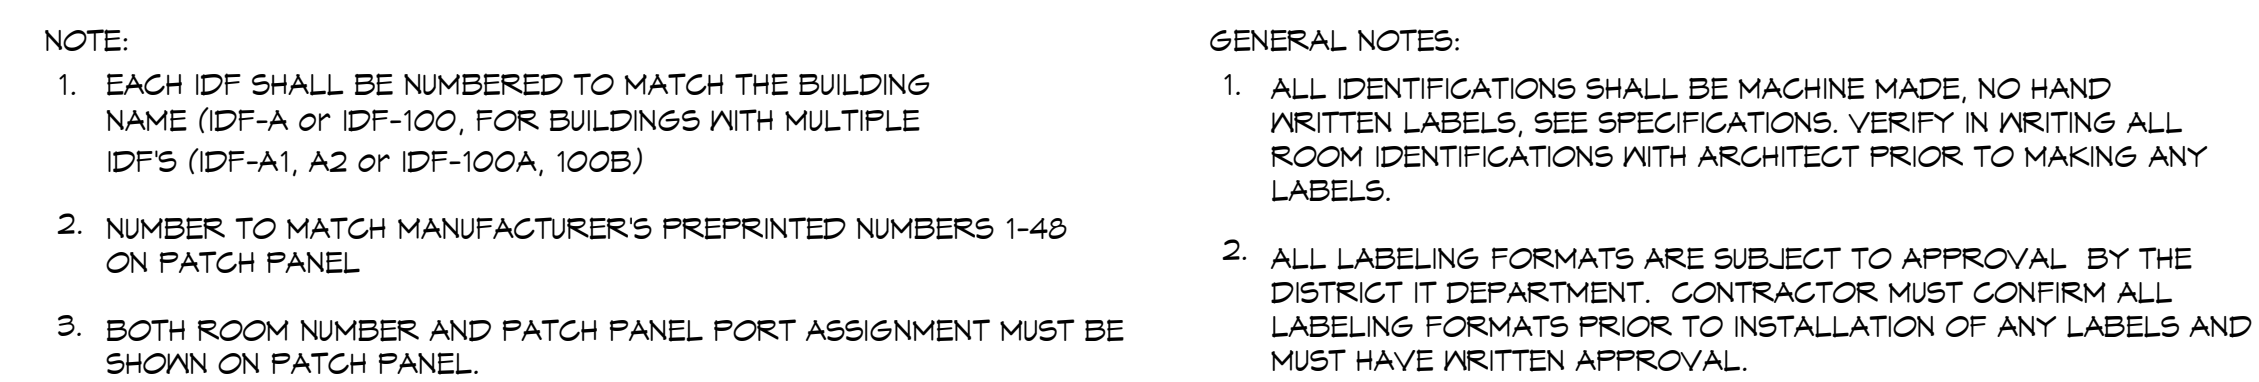 NOTE:
1. EACH IDF SHALL BE NUMBERED TO MATCH THE BUILDING
NAME (IDF-A or IDF-100, FOR BUILDINGS WITH MULTIPLE
IDF'S (IDF-A1, A2 or IDF-100A, 100B)
2. NUMBER TO MATCH MANUFACTURER'S PREPRINTED NUMBERS 1-48
ON PATCH PANEL
3. BOTH ROOM NUMBER AND PATCH PANEL PORT ASSIGNMENT MUST BE
SHOWN ON PATCH PANEL.
GENERAL NOTES:
1. ALL IDENTIFICATIONS SHALL BE MACHINE MADE, NO HAND
WRITTEN LABELS, SEE SPECIFICATIONS. VERIFY IN WRITING ALL
ROOM IDENTIFICATIONS WITH ARCHITECT PRIOR TO MAKING ANY
LABELS.
2. ALL LABELING FORMATS ARE SUBJECT TO APPROVAL  BY THE
DISTRICT IT DEPARTMENT.  CONTRACTOR MUST CONFIRM ALL
LABELING FORMATS PRIOR TO INSTALLATION OF ANY LABELS AND
MUST HAVE WRITTEN APPROVAL.